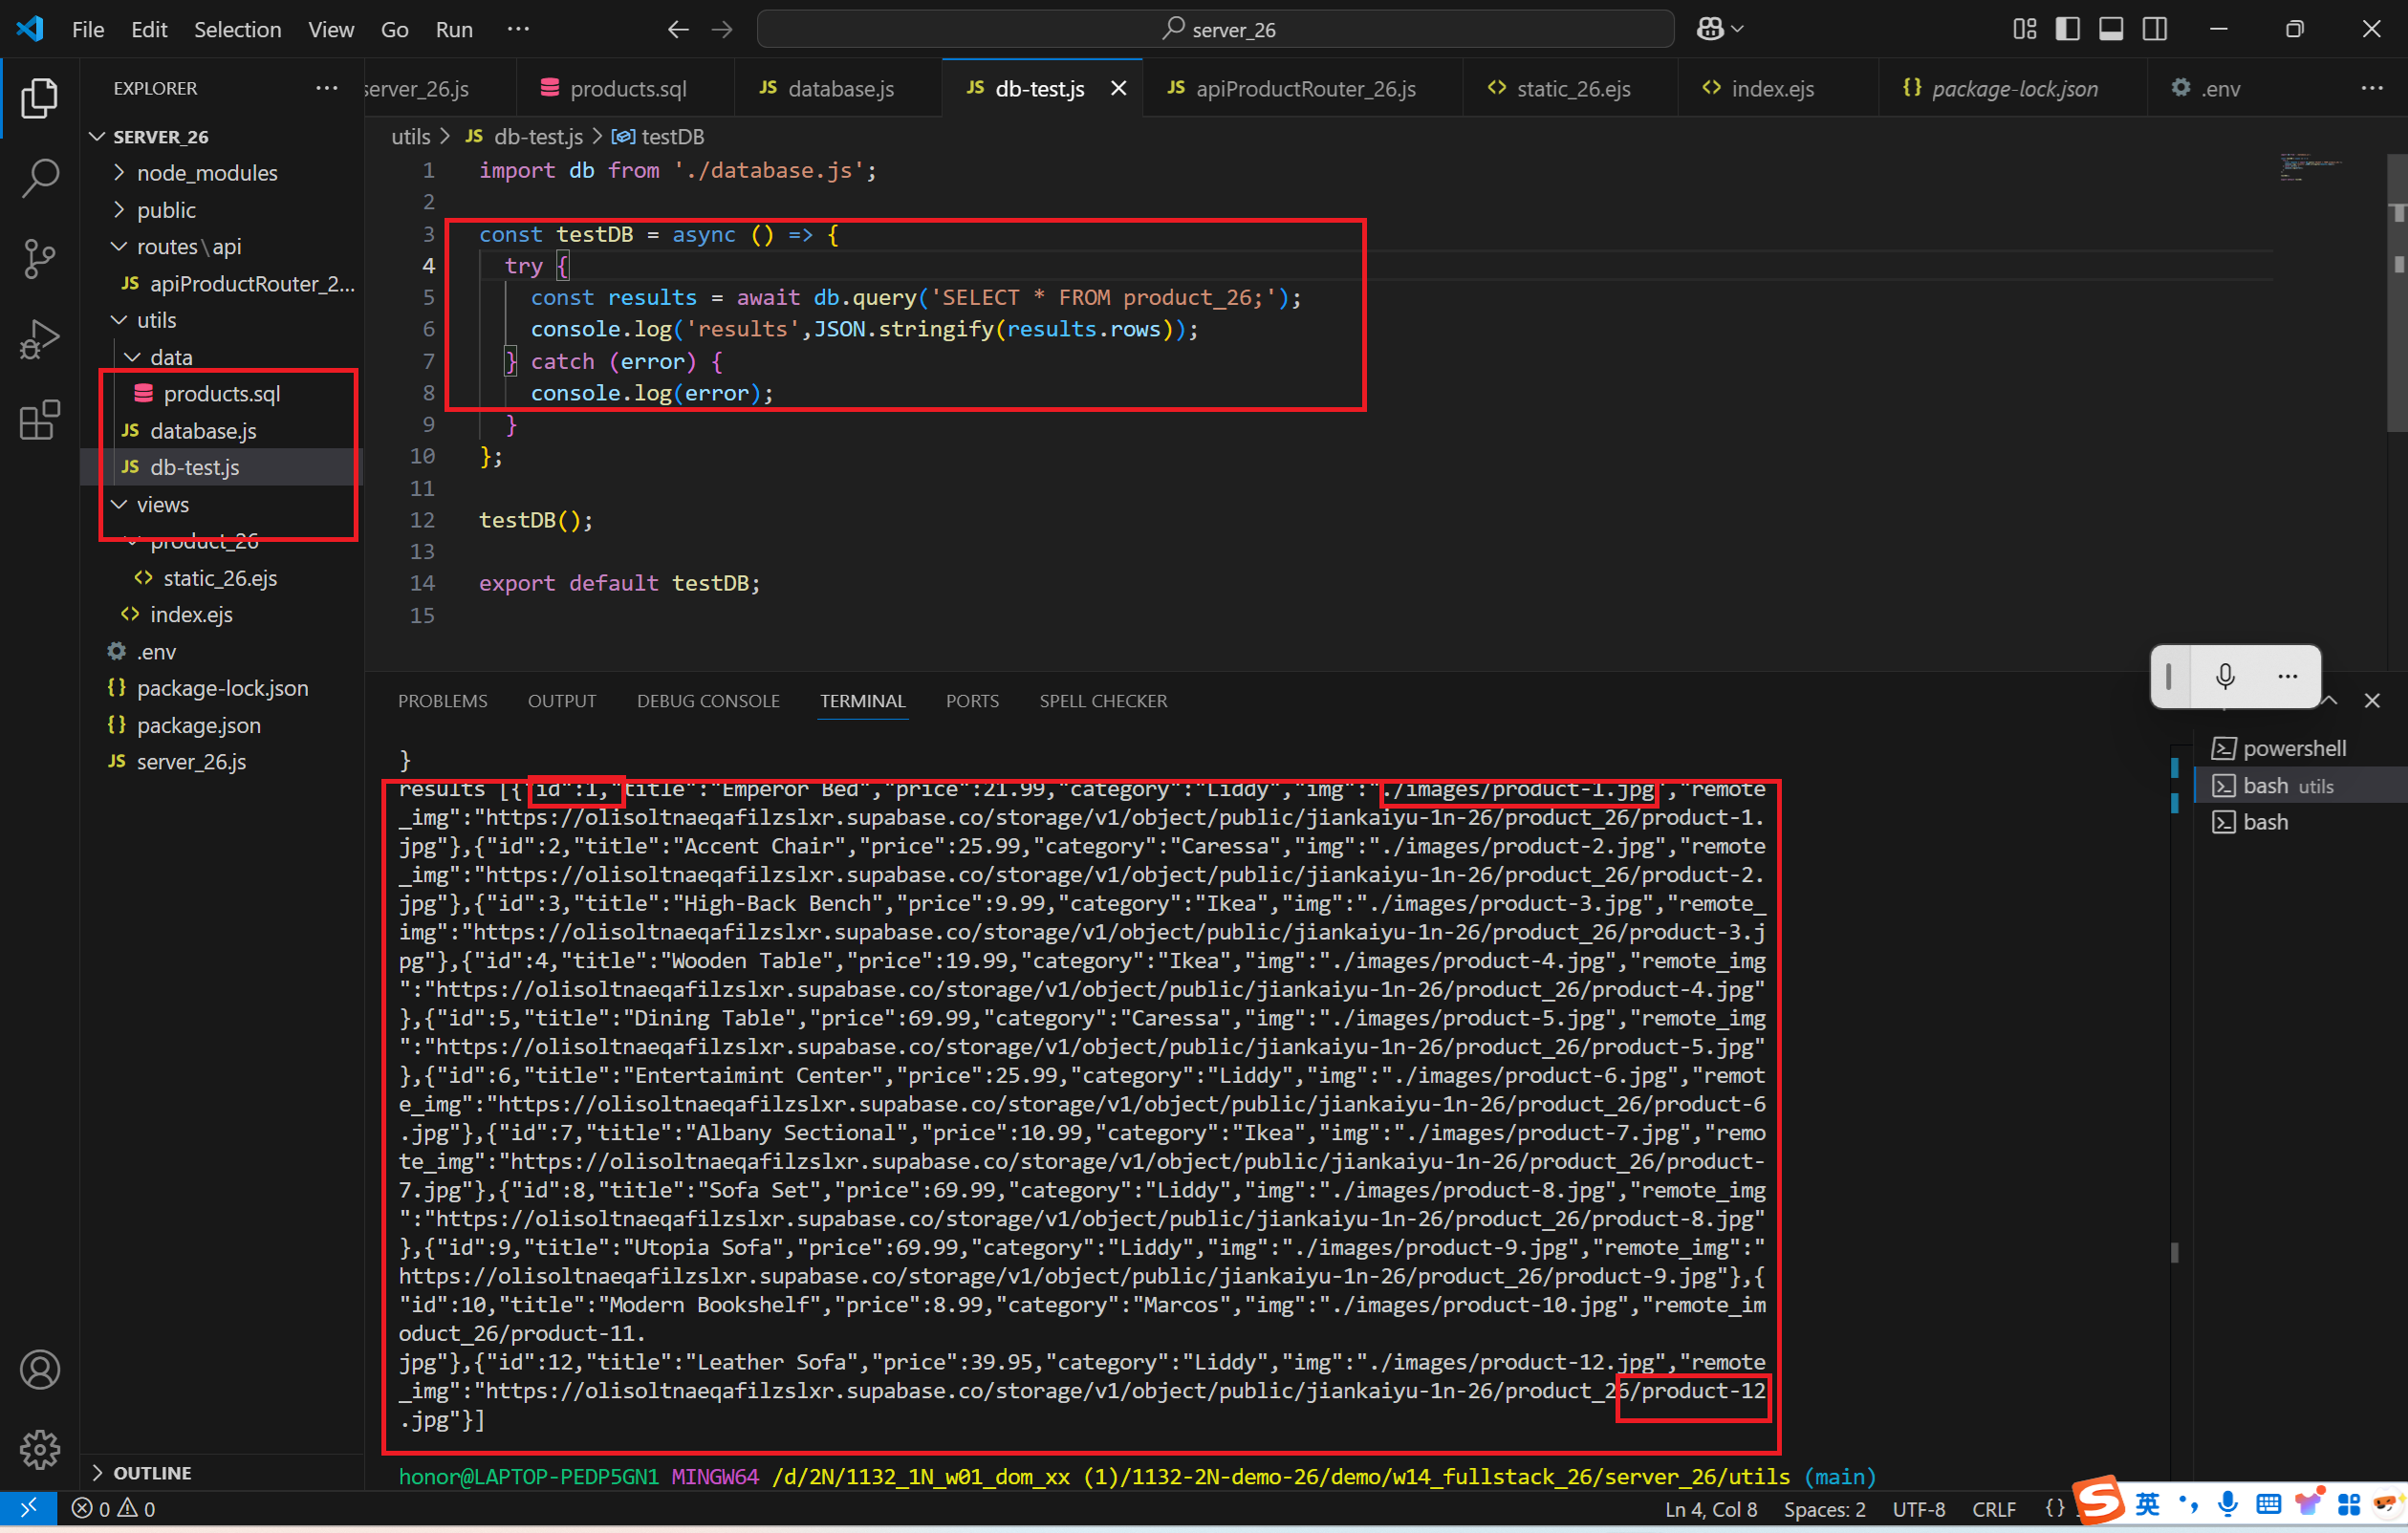 File Edit Selection View Go Run ··· server_26
EXPLORER ···
server_26.js products.sql JS database.js JS db-test.js JS apiProductRouter_26.js static_26.ejs index.ejs {} package-lock.json .env ···
SERVER_26
node_modules
public
routes\api
JS apiProductRouter_2...
utils
data
products.sql
JS database.js
JS db-test.js
views
product_26
<> static_26.ejs
<> index.ejs
.env
{} package-lock.json
{} package.json
JS server_26.js
OUTLINE
utils > JS db-test.js > testDB
1 import db from './database.js';
2
3 const testDB = async () => {
4 try {
5 const results = await db.query('SELECT * FROM product_26;');
6 console.log('results',JSON.stringify(results.rows));
7 } catch (error) {
8 console.log(error);
9 }
10 };
11
12 testDB();
13
14 export default testDB;
15
PROBLEMS OUTPUT DEBUG CONSOLE TERMINAL PORTS SPELL CHECKER
}
results [{"id":1,"title":"Emperor Bed","price":21.99,"category":"Liddy","img":"./images/product-1.jpg","remote
_img":"https://olisoltnaeqafilzslxr.supabase.co/storage/v1/object/public/jiankaiyu-1n-26/product_26/product-1.
jpg"},{"id":2,"title":"Accent Chair","price":25.99,"category":"Caressa","img":"./images/product-2.jpg","remote
_img":"https://olisoltnaeqafilzslxr.supabase.co/storage/v1/object/public/jiankaiyu-1n-26/product_26/product-2.
jpg"},{"id":3,"title":"High-Back Bench","price":9.99,"category":"Ikea","img":"./images/product-3.jpg","remote_
img":"https://olisoltnaeqafilzslxr.supabase.co/storage/v1/object/public/jiankaiyu-1n-26/product_26/product-3.j
pg"},{"id":4,"title":"Wooden Table","price":19.99,"category":"Ikea","img":"./images/product-4.jpg","remote_img
":"https://olisoltnaeqafilzslxr.supabase.co/storage/v1/object/public/jiankaiyu-1n-26/product_26/product-4.jpg"
},{"id":5,"title":"Dining Table","price":69.99,"category":"Caressa","img":"./images/product-5.jpg","remote_img
":"https://olisoltnaeqafilzslxr.supabase.co/storage/v1/object/public/jiankaiyu-1n-26/product_26/product-5.jpg"
},{"id":6,"title":"Entertaimint Center","price":25.99,"category":"Liddy","img":"./images/product-6.jpg","remot
e_img":"https://olisoltnaeqafilzslxr.supabase.co/storage/v1/object/public/jiankaiyu-1n-26/product_26/product-6
.jpg"},{"id":7,"title":"Albany Sectional","price":10.99,"category":"Ikea","img":"./images/product-7.jpg","remo
te_img":"https://olisoltnaeqafilzslxr.supabase.co/storage/v1/object/public/jiankaiyu-1n-26/product_26/product-
7.jpg"},{"id":8,"title":"Sofa Set","price":69.99,"category":"Liddy","img":"./images/product-8.jpg","remote_img
":"https://olisoltnaeqafilzslxr.supabase.co/storage/v1/object/public/jiankaiyu-1n-26/product_26/product-8.jpg"
},{"id":9,"title":"Utopia Sofa","price":69.99,"category":"Liddy","img":"./images/product-9.jpg","remote_img":"
https://olisoltnaeqafilzslxr.supabase.co/storage/v1/object/public/jiankaiyu-1n-26/product_26/product-9.jpg"},{
"id":10,"title":"Modern Bookshelf","price":8.99,"category":"Marcos","img":"./images/product-10.jpg","remote_im
oduct_26/product-11.
jpg"},{"id":12,"title":"Leather Sofa","price":39.95,"category":"Liddy","img":"./images/product-12.jpg","remote
_img":"https://olisoltnaeqafilzslxr.supabase.co/storage/v1/object/public/jiankaiyu-1n-26/product_26/product-12
.jpg"}]
honor@LAPTOP-PEDP5GN1 MINGW64 /d/2N/1132_1N_w01_dom_xx (1)/1132-2N-demo-26/demo/w14_fullstack_26/server_26/utils (main)
powershell
bash utils
bash
0 0 Ln 4, Col 8 Spaces: 2 UTF-8 CRLF {} S 英